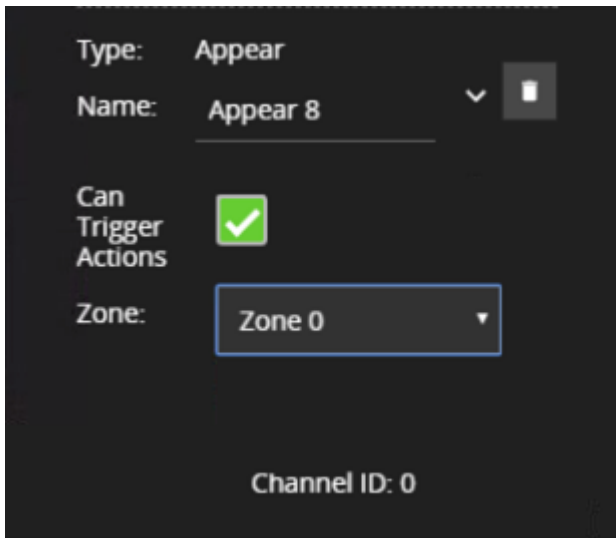 Type: Appear
Name: Appear 8
Can
Trigger
Actions
Zone: Zone 0
Channel ID: 0